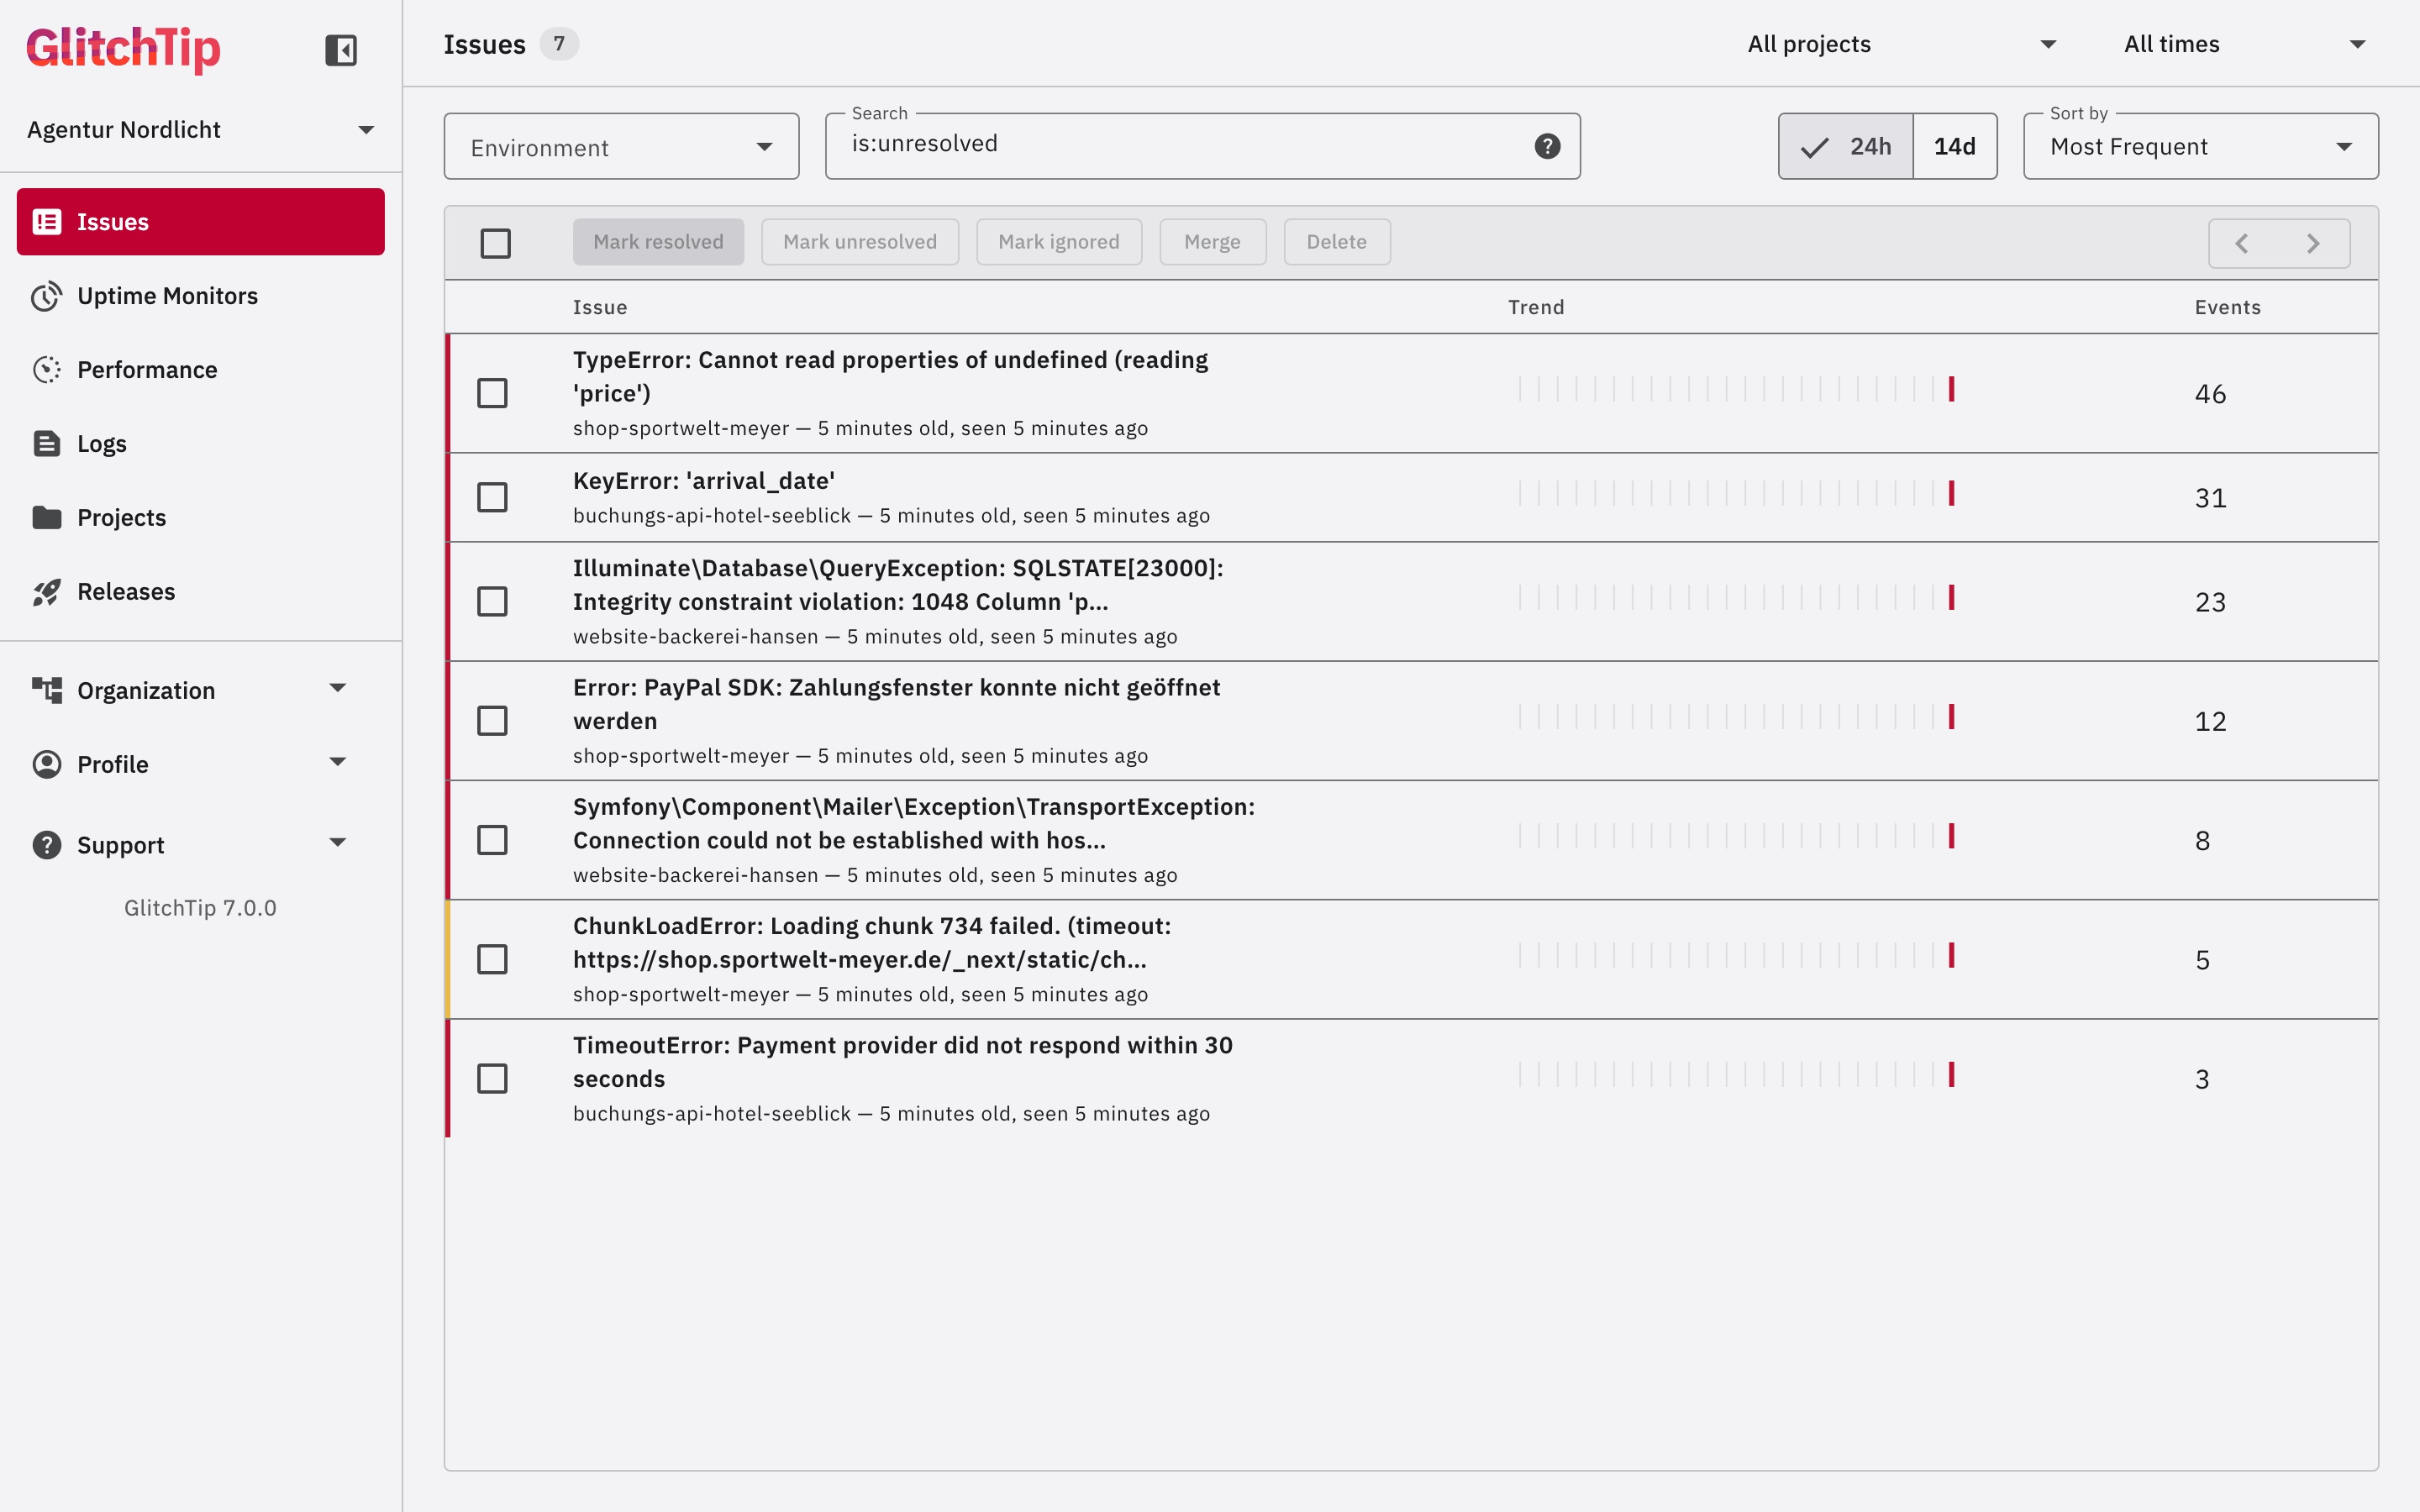 GlitchTip
Agentur Nordlicht
Issues
Uptime Monitors
Performance
Logs
Projects
Releases
Organization
Profile
Support
GlitchTip 7.0.0
Issues 7
All projects
All times
Environment
Search
is:unresolved
24h
14d
Sort by
Most Frequent
Mark resolved
Mark unresolved
Mark ignored
Merge
Delete
Issue
Trend
Events
TypeError: Cannot read properties of undefined (reading
'price')
shop-sportwelt-meyer — 5 minutes old, seen 5 minutes ago
46
KeyError: 'arrival_date'
buchungs-api-hotel-seeblick — 5 minutes old, seen 5 minutes ago
31
Illuminate\Database\QueryException: SQLSTATE[23000]:
Integrity constraint violation: 1048 Column 'p...
website-backerei-hansen — 5 minutes old, seen 5 minutes ago
23
Error: PayPal SDK: Zahlungsfenster konnte nicht geöffnet
werden
shop-sportwelt-meyer — 5 minutes old, seen 5 minutes ago
12
Symfony\Component\Mailer\Exception\TransportException:
Connection could not be established with hos...
website-backerei-hansen — 5 minutes old, seen 5 minutes ago
8
ChunkLoadError: Loading chunk 734 failed. (timeout:
https://shop.sportwelt-meyer.de/_next/static/ch...
shop-sportwelt-meyer — 5 minutes old, seen 5 minutes ago
5
TimeoutError: Payment provider did not respond within 30
seconds
buchungs-api-hotel-seeblick — 5 minutes old, seen 5 minutes ago
3